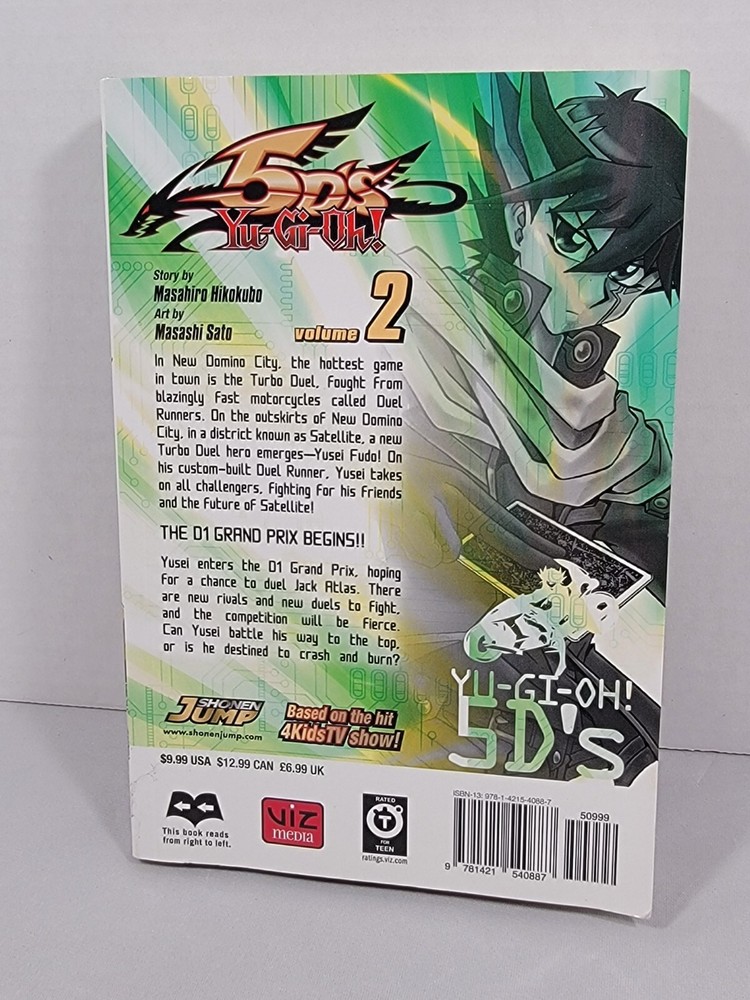 5D's
Yu-Gi-Oh!
Story by
Masahiro Hikokubo
Art by
Masashi Sato
volume 2
In New Domino City, the hottest game
in town is the Turbo Duel, fought from
blazingly fast motorcycles called Duel
Runners. On the outskirts of New Domino
City, in a district known as Satellite, a new
Turbo Duel hero emerges—Yusei Fudo! On
his custom-built Duel Runner, Yusei takes
on all challengers, fighting for his friends
and the future of Satellite!
THE D1 GRAND PRIX BEGINS!!
Yusei enters the D1 Grand Prix, hoping
for a chance to duel Jack Atlas. There
are new rivals and new duels to fight,
and the competition will be fierce.
Can Yusei battle his way to the top,
or is he destined to crash and burn?
SHONEN
JUMP
www.shonenjump.com
Based on the hit
4KidsTV show!
YU-GI-OH!
5D's
$9.99 USA $12.99 CAN £6.99 UK
This book reads
from right to left.
VIZ
MEDIA
RATED
T
FOR
TEEN
ratings.viz.com
ISBN-13: 978-1-4215-4088-7
50999
9 781421 540887